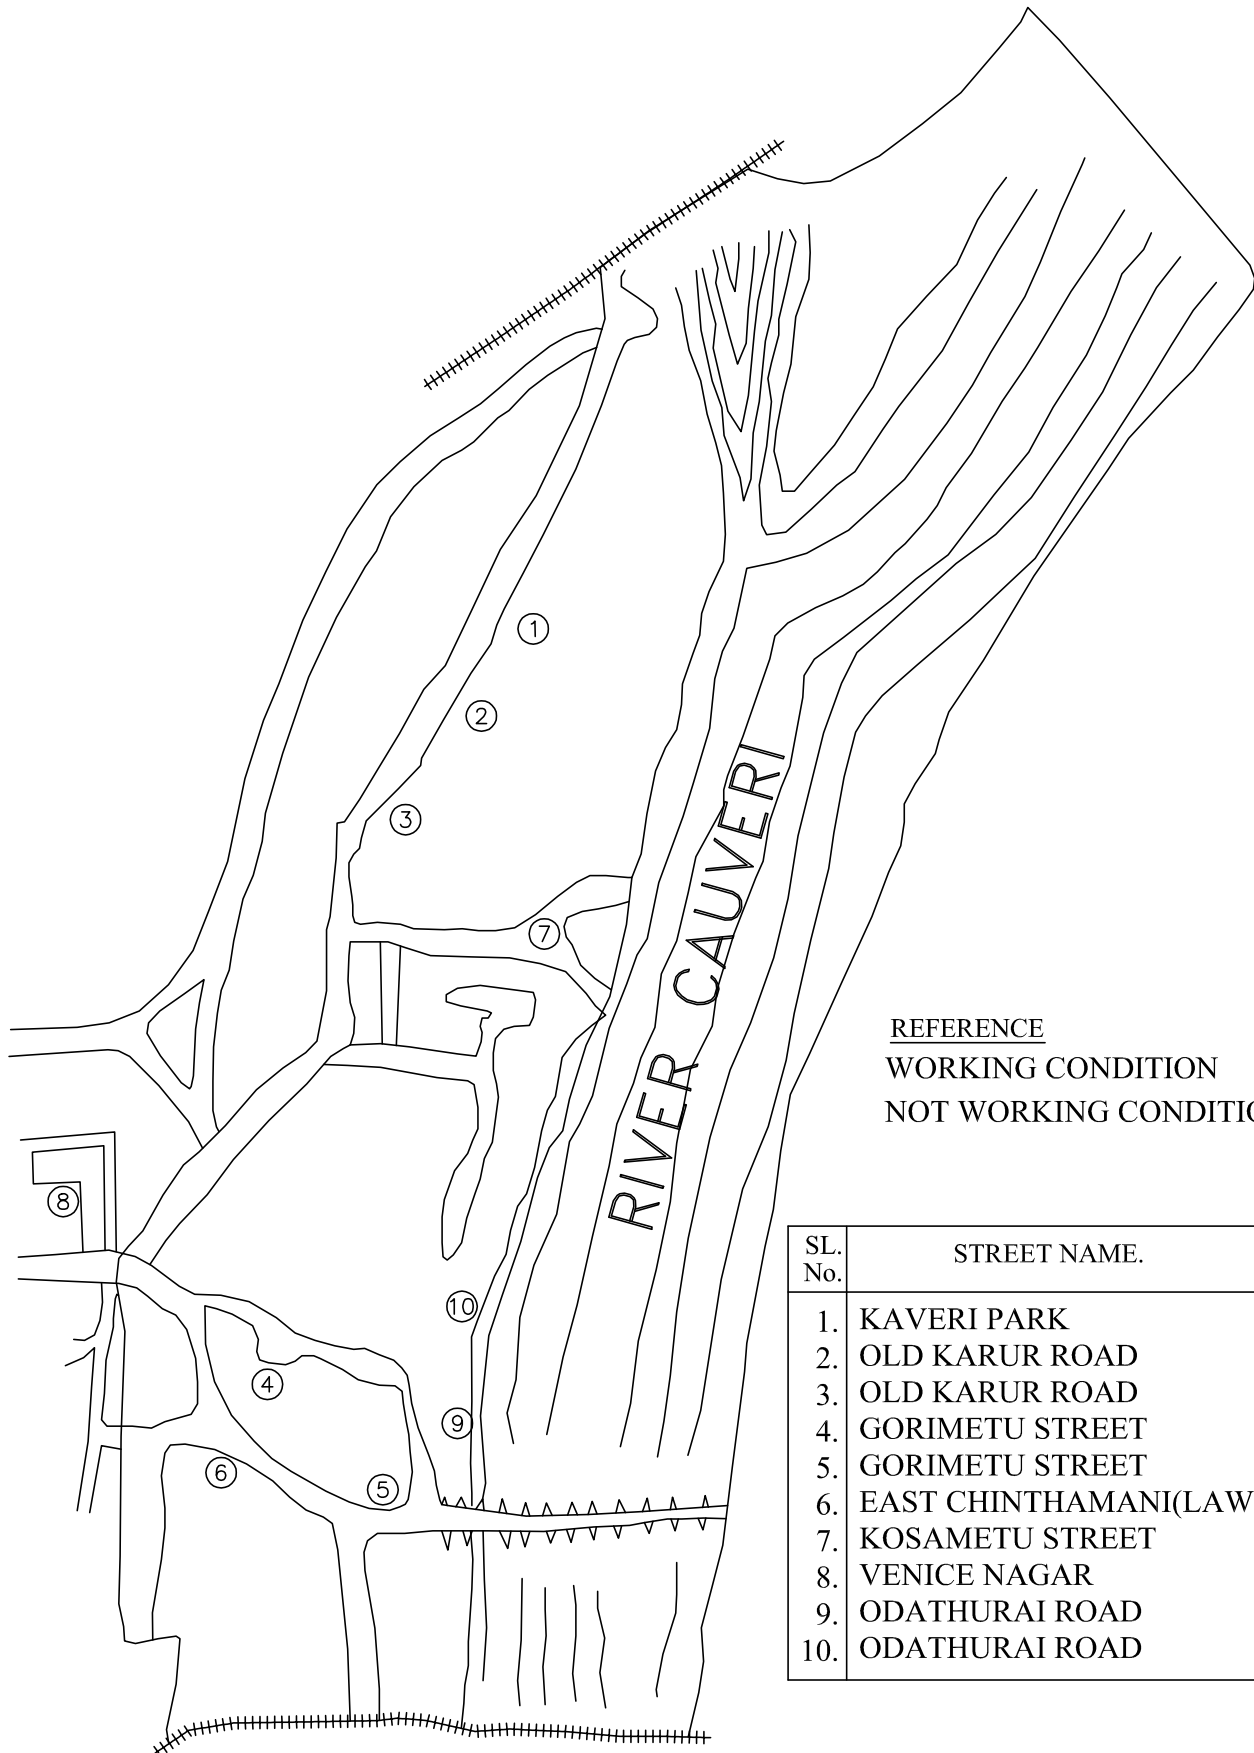 1
2
3
7
RIVER CAUVERI
REFERENCE
WORKING CONDITION
NOT WORKING CONDITIO
8
10
4
9
6
5
SL. No. STREET NAME.
1. KAVERI PARK
2. OLD KARUR ROAD
3. OLD KARUR ROAD
4. GORIMETU STREET
5. GORIMETU STREET
6. EAST CHINTHAMANI(LAW
7. KOSAMETU STREET
8. VENICE NAGAR
9. ODATHURAI ROAD
10. ODATHURAI ROAD